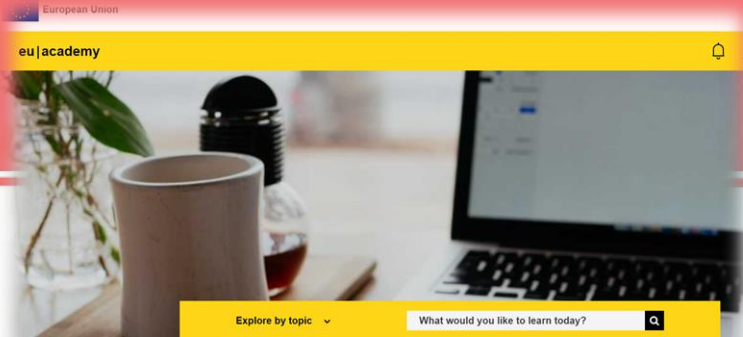 European Union
eu|academy
Explore by topic
What would you like to learn today?